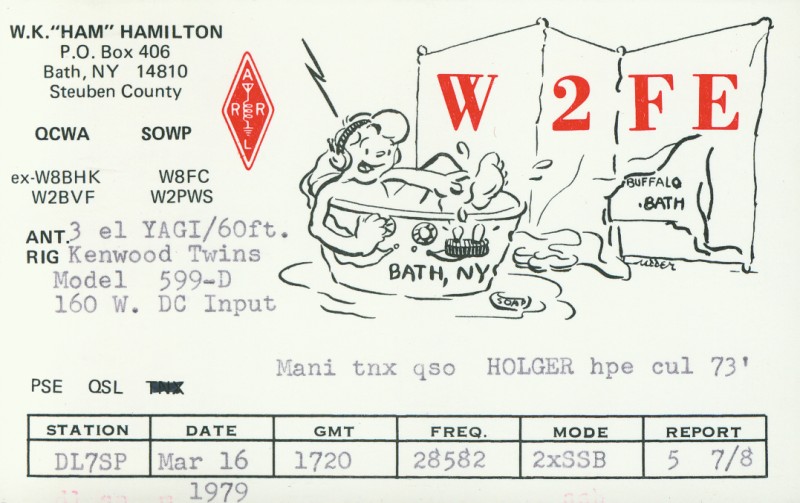 W.K."HAM" HAMILTON
P.O. Box 406
Bath, NY 14810
Steuben County
A
R R
L
QCWA SOWP
ex-W8BHK W8FC
W2BVF W2PWS
ANT. 3 el YAGI/60ft.
RIG Kenwood Twins
Model 599-D
160 W. DC Input
W2FE
BUFFALO
BATH
BATH, NY
SOAP
Mani tnx qso HOLGER hpe cul 73'
PSE QSL TNX
STATION DATE GMT FREQ. MODE REPORT
DL7SP Mar 16 1720 28582 2xSSB 5 7/8
1979